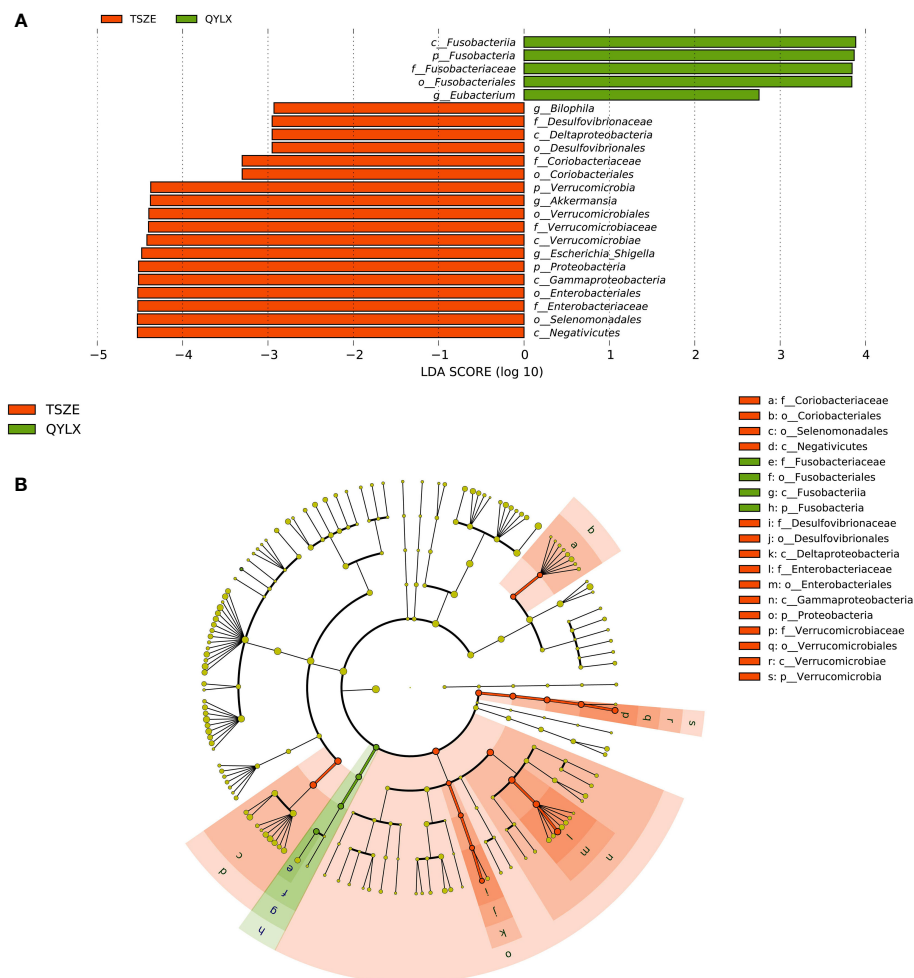 A
TSZE QYLX
c__Fusobacteriia
p__Fusobacteria
f__Fusobacteriaceae
o__Fusobacteriales
g__Eubacterium
g__Bilophila
f__Desulfovibrionaceae
c__Deltaproteobacteria
o__Desulfovibrionales
f__Coriobacteriaceae
o__Coriobacteriales
p__Verrucomicrobia
g__Akkermansia
o__Verrucomicrobiales
f__Verrucomicrobiaceae
c__Verrucomicrobiae
g__Escherichia_Shigella
p__Proteobacteria
c__Gammaproteobacteria
o__Enterobacteriales
f__Enterobacteriaceae
o__Selenomonadales
c__Negativicutes
−5 −4 −3 −2 −1 0 1 2 3 4
LDA SCORE (log 10)
TSZE
QYLX
B
a: f__Coriobacteriaceae
b: o__Coriobacteriales
c: o__Selenomonadales
d: c__Negativicutes
e: f__Fusobacteriaceae
f: o__Fusobacteriales
g: c__Fusobacteriia
h: p__Fusobacteria
i: f__Desulfovibrionaceae
j: o__Desulfovibrionales
k: c__Deltaproteobacteria
l: f__Enterobacteriaceae
m: o__Enterobacteriales
n: c__Gammaproteobacteria
o: p__Proteobacteria
p: f__Verrucomicrobiaceae
q: o__Verrucomicrobiales
r: c__Verrucomicrobiae
s: p__Verrucomicrobia
b
a
p
q
r
s
l
m
n
c
d
e
f
g
h
i
j
k
o